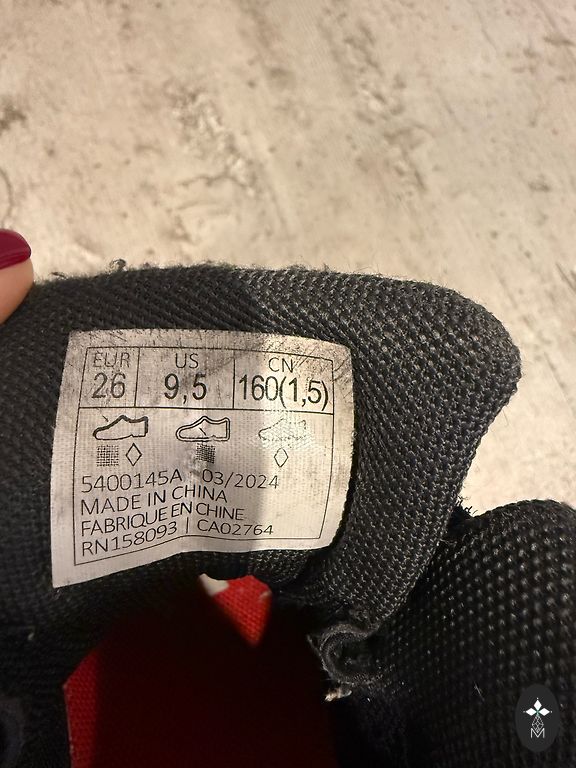 EUR US CN
26 9,5 160(1,5)
5400145A 03/2024
MADE IN CHINA
FABRIQUE EN CHINE
RN158093 | CA02764
M